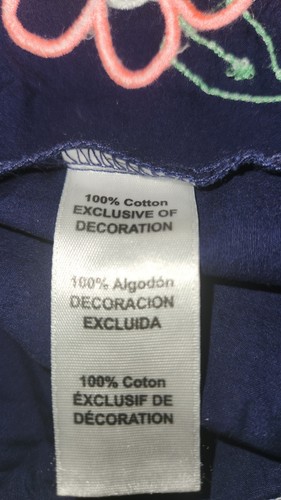 100% Cotton
EXCLUSIVE OF
DECORATION
100% Algodón
DECORACION
EXCLUIDA
100% Coton
ÉXCLUSIF DE
DÉCORATION